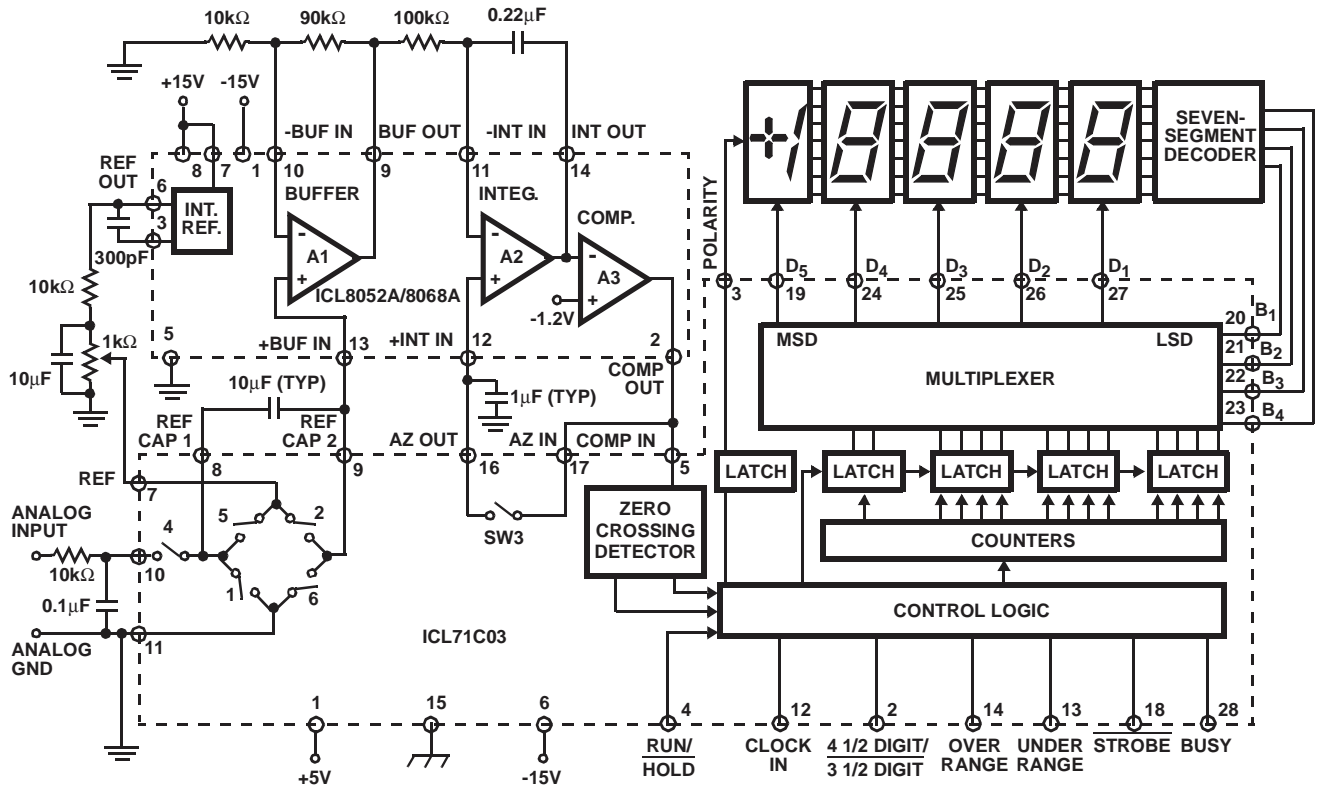 10kΩ
90kΩ
100kΩ
0.22μF
+15V
-15V
-BUF IN
BUF OUT
-INT IN
INT OUT
REF
OUT
8
7
1
10
9
11
14
6
3
INT.
REF.
BUFFER
INTEG.
COMP.
A1
A2
A3
300pF
ICL8052A/8068A
-1.2V
10kΩ
1kΩ
10μF
5
+BUF IN
13
+INT IN
12
2
COMP
OUT
10μF (TYP)
1μF (TYP)
REF
CAP 1
REF
CAP 2
AZ OUT
AZ IN
COMP IN
8
9
16
17
5
REF
7
ANALOG
INPUT
4
5
2
1
6
10kΩ
10
0.1μF
11
ANALOG
GND
SW3
ZERO
CROSSING
DETECTOR
ICL71C03
+1
8
8
8
8
SEVEN-
SEGMENT
DECODER
POLARITY
3
D5
19
D4
24
D3
25
D2
26
D1
27
MSD
LSD
MULTIPLEXER
20
B1
21
B2
22
B3
23
B4
LATCH
LATCH
LATCH
LATCH
LATCH
COUNTERS
CONTROL LOGIC
1
+5V
15
6
-15V
4
RUN/
HOLD
12
CLOCK
IN
2
4 1/2 DIGIT/
3 1/2 DIGIT
14
OVER
RANGE
13
UNDER
RANGE
18
STROBE
28
BUSY